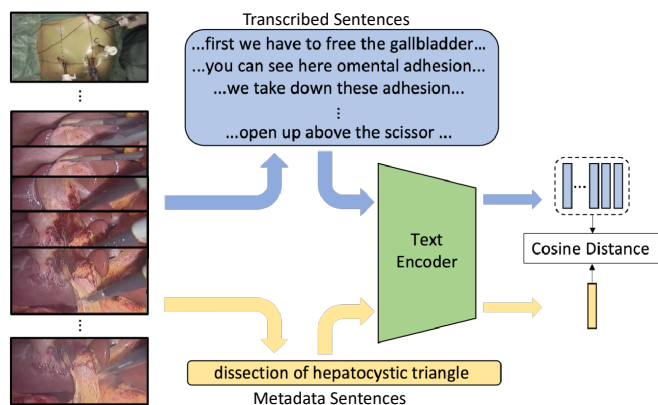 Transcribed Sentences
...first we have to free the gallbladder...
...you can see here omental adhesion...
...we take down these adhesion...
⋮
...open up above the scissor ...
⋮
Text
Encoder
...
Cosine Distance
⋮
dissection of hepatocystic triangle
Metadata Sentences